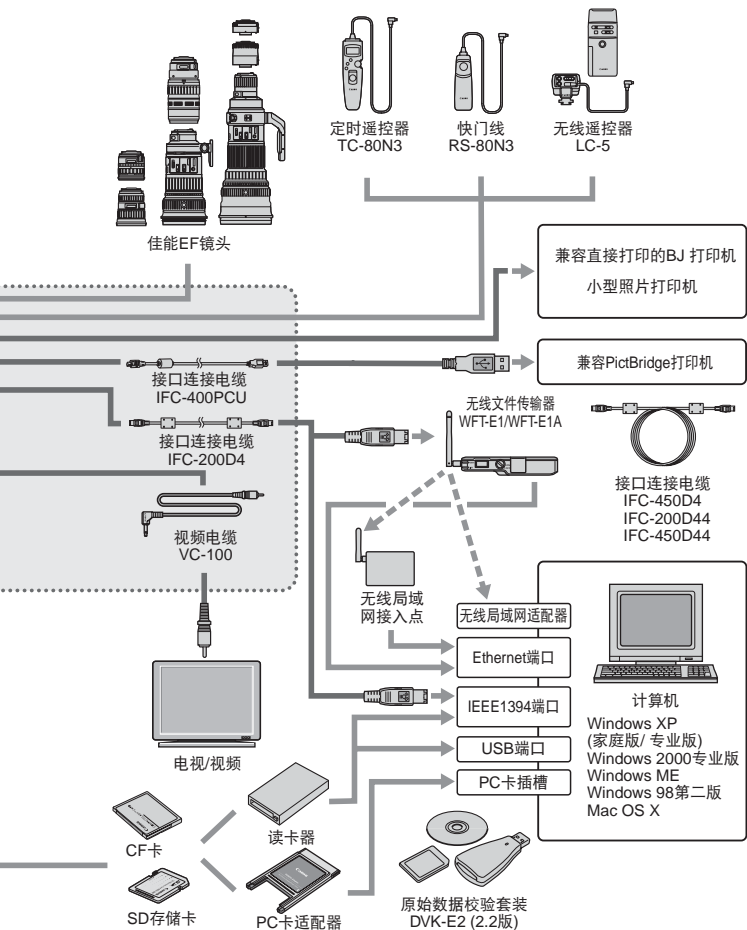 定时遥控器
TC-80N3
快门线
RS-80N3
无线遥控器
LC-5
佳能EF镜头
兼容直接打印的BJ 打印机
小型照片打印机
接口连接电缆
IFC-400PCU
兼容PictBridge打印机
接口连接电缆
IFC-200D4
无线文件传输器
WFT-E1/WFT-E1A
接口连接电缆
IFC-450D4
IFC-200D44
IFC-450D44
视频电缆
VC-100
无线局域
网接入点
无线局域网适配器
Ethernet端口
IEEE1394端口
USB端口
PC卡插槽
计算机
Windows XP
(家庭版/ 专业版)
Windows 2000专业版
Windows ME
Windows 98第二版
Mac OS X
电视/视频
CF卡
读卡器
SD存储卡
PC卡适配器
原始数据校验套装
DVK-E2 (2.2版)